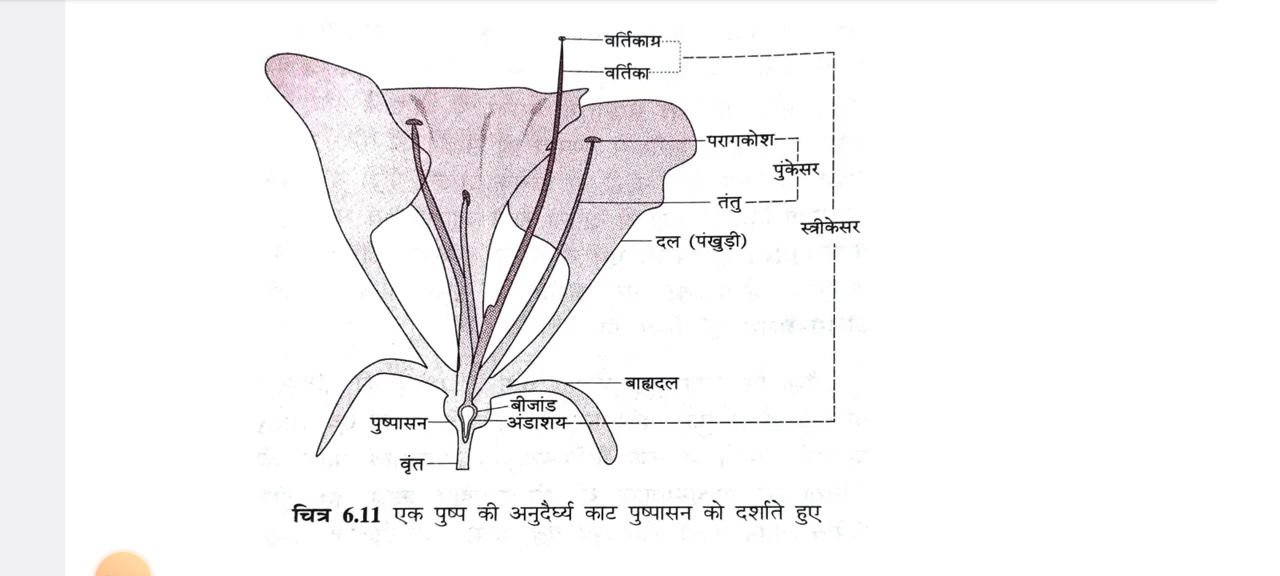 वर्तिकाग्र
वर्तिका
परागकोश
पुंकेसर
तंतु
स्त्रीकेसर
दल (पंखुड़ी)
बाह्यदल
बीजांड
पुष्पासन
अंडाशय
वृंत
चित्र 6.11 एक पुष्प की अनुदैर्घ्य काट पुष्पासन को दर्शाते हुए